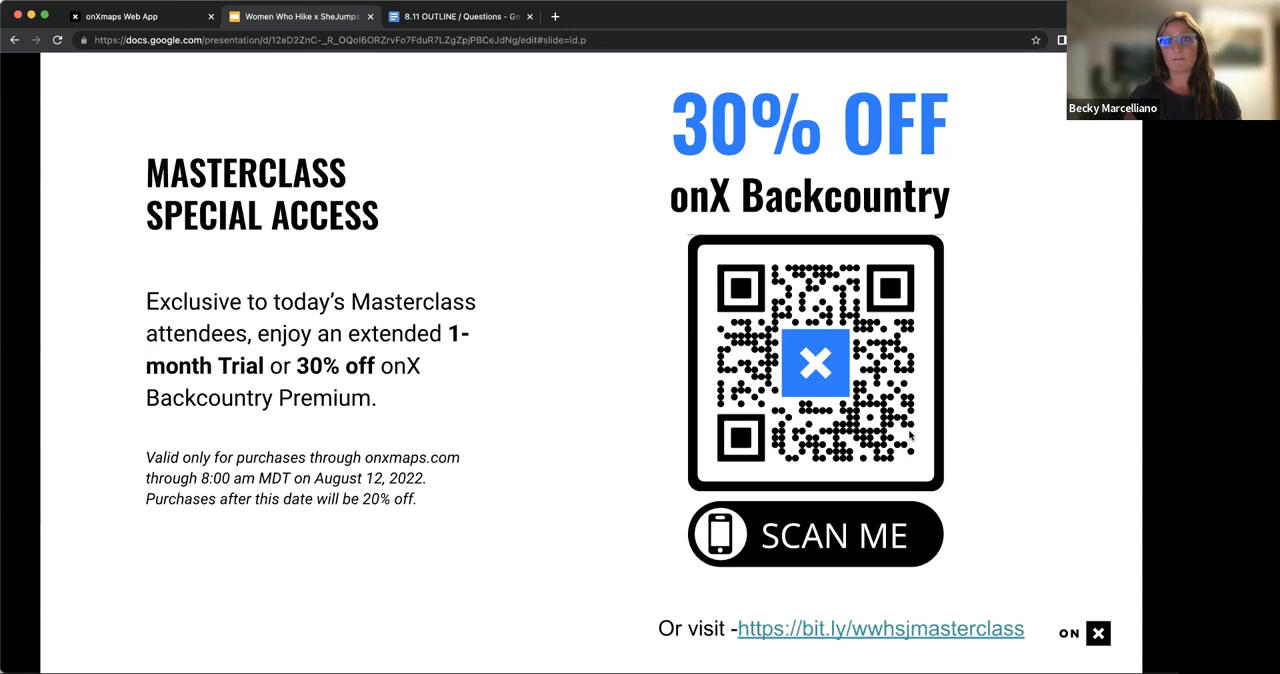 onXmaps Web App
Women Who Hike x SheJumps
8.11 OUTLINE / Questions - Go
https://docs.google.com/presentation/d/12eD2ZnC-_R_OQoI6ORZrvFo7FduR7LZgZpjPBCeJdNg/edit#slide=id.p
Becky Marcelliano
MASTERCLASS
SPECIAL ACCESS
Exclusive to today’s Masterclass
attendees, enjoy an extended 1-
month Trial or 30% off onX
Backcountry Premium.
Valid only for purchases through onxmaps.com
through 8:00 am MDT on August 12, 2022.
Purchases after this date will be 20% off.
30% OFF
onX Backcountry
SCAN ME
Or visit -https://bit.ly/wwhsjmasterclass
ON X